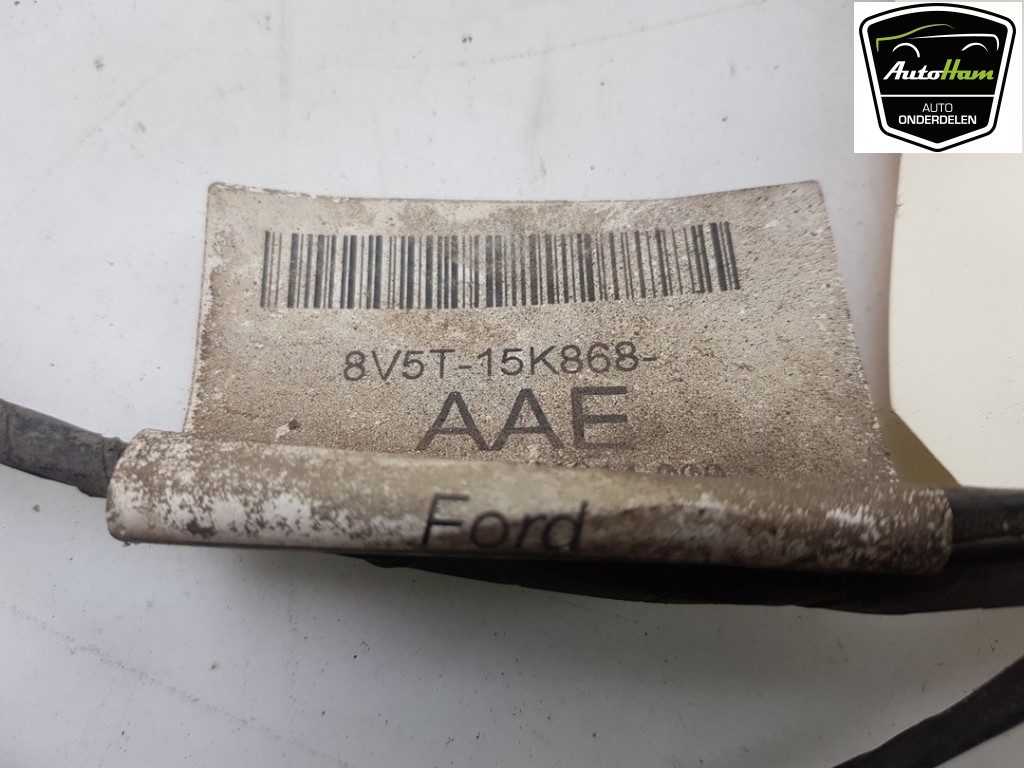 AutoHam
AUTO
ONDERDELEN
8V5T-15K868-
AAE
Ford